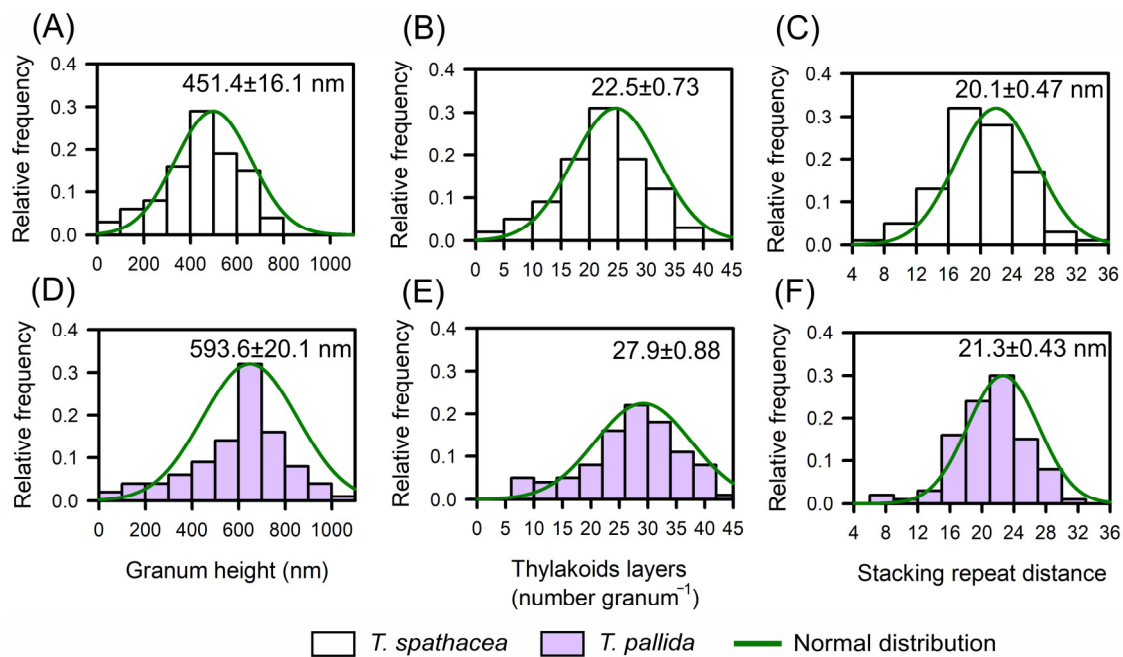 (A)
451.4±16.1 nm
Relative frequency
0.4
0.3
0.2
0.1
0.0
0 200 400 600 800 1000
(B)
22.5±0.73
Relative frequency
0.4
0.3
0.2
0.1
0.0
0 5 10 15 20 25 30 35 40 45
(C)
20.1±0.47 nm
Relative frequency
0.4
0.3
0.2
0.1
0.0
4 8 12 16 20 24 28 32 36
(D)
593.6±20.1 nm
Relative frequency
0.4
0.3
0.2
0.1
0.0
0 200 400 600 800 1000
Granum height (nm)
(E)
27.9±0.88
Relative frequency
0.4
0.3
0.2
0.1
0.0
0 5 10 15 20 25 30 35 40 45
Thylakoids layers
(number granum⁻¹)
(F)
21.3±0.43 nm
Relative frequency
0.4
0.3
0.2
0.1
0.0
4 8 12 16 20 24 28 32 36
Stacking repeat distance
T. spathacea T. pallida Normal distribution